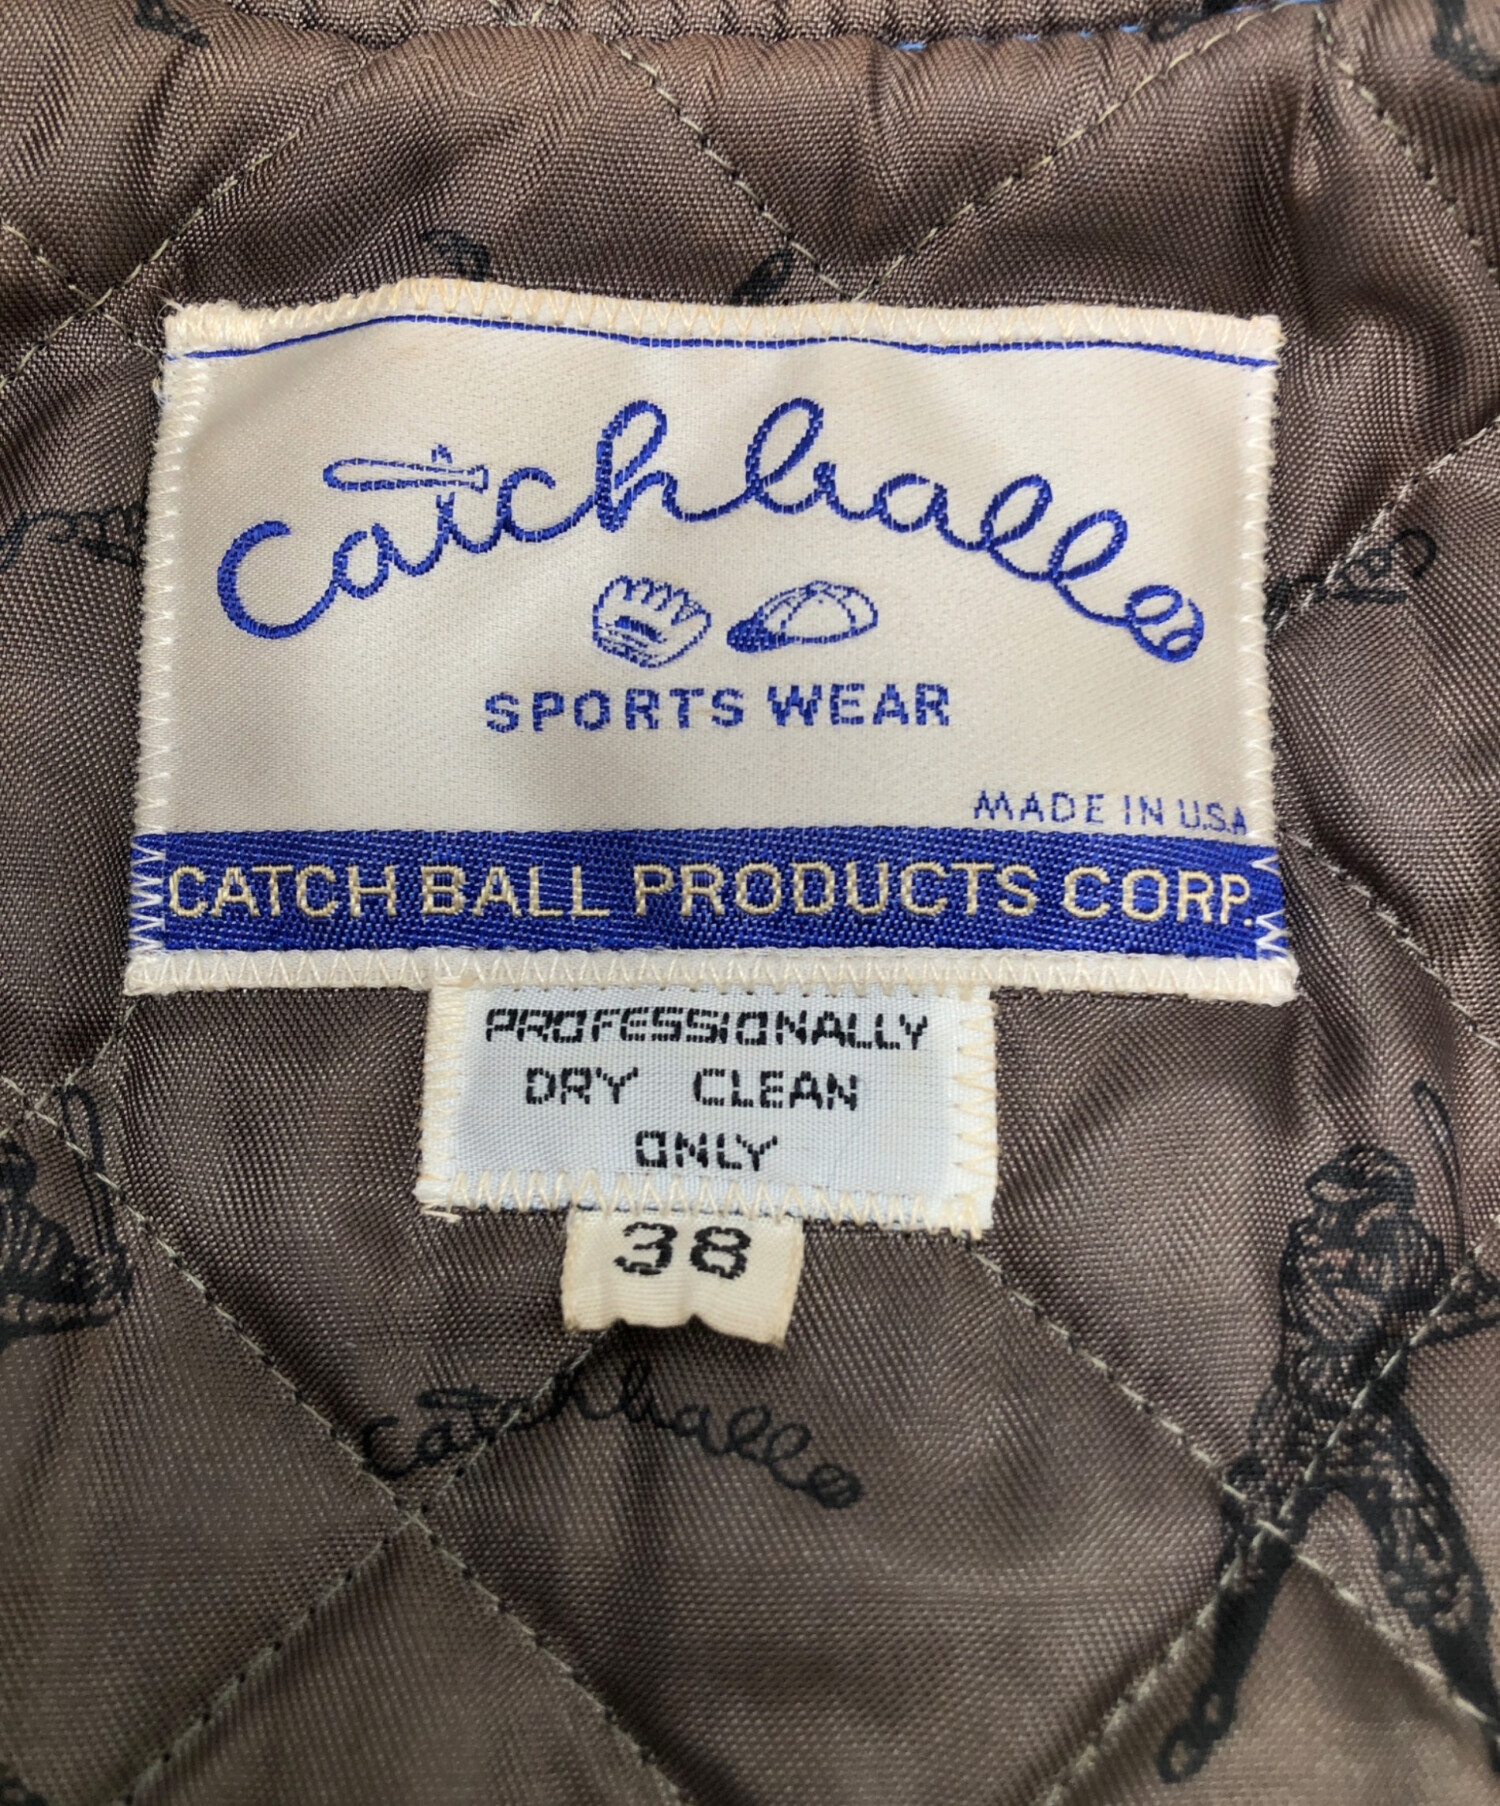 Catchball
SPORTS WEAR
MADE IN U.S.A
CATCH BALL PRODUCTS CORP.
PROFESSIONALLY
DRY CLEAN
ONLY
38
Catchball